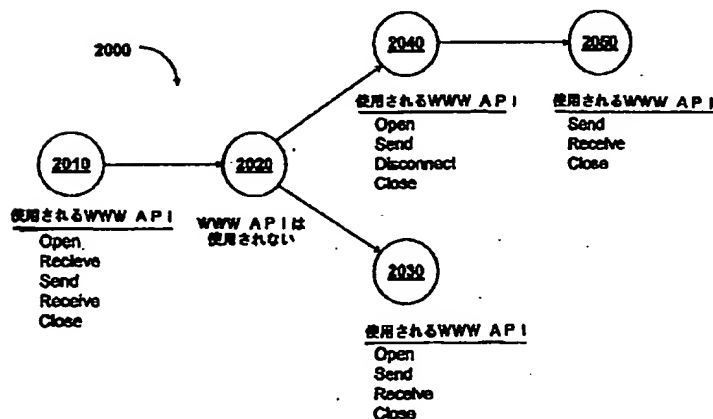 2000
2040
2050
使用されるWWW API
Open
Send
Disconnect
Close
使用されるWWW API
Send
Receive
Close
2010
2020
使用されるWWW API
Open
Recieve
Send
Receive
Close
WWW APIは
使用されない
2030
使用されるWWW API
Open
Send
Receive
Close